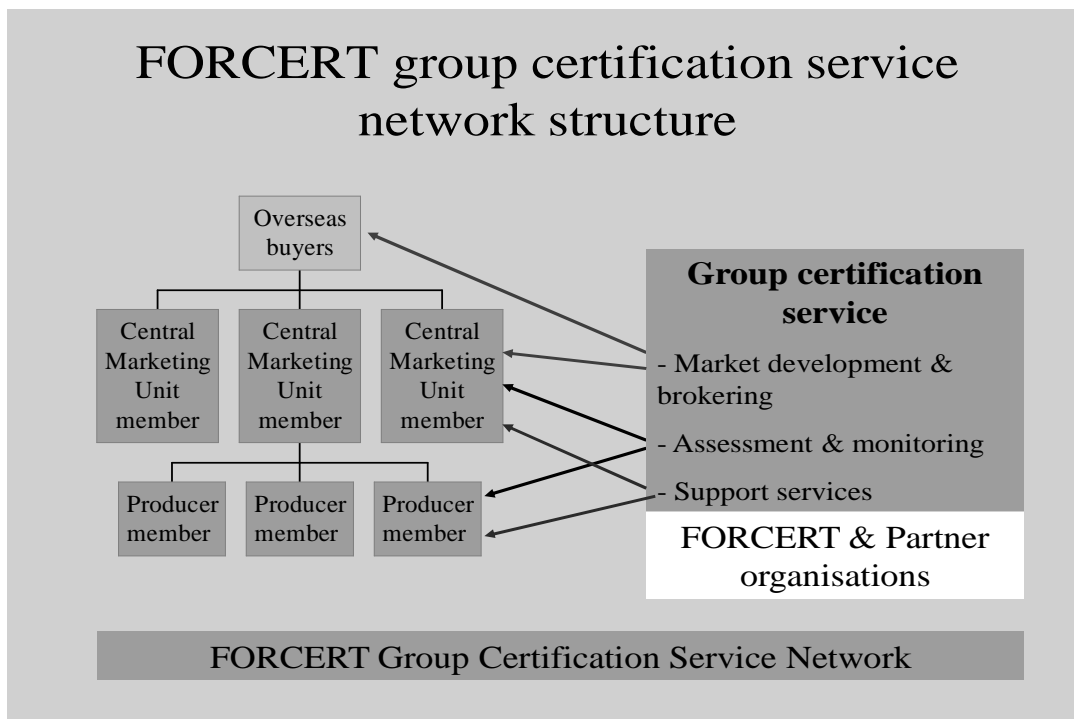 FORCERT group certification service
network structure
Overseas
buyers
Central
Marketing
Unit
member
Central
Marketing
Unit
member
Central
Marketing
Unit
member
Producer
member
Producer
member
Producer
member
Group certification
service
- Market development &
brokering
- Assessment & monitoring
- Support services
FORCERT & Partner
organisations
FORCERT Group Certification Service Network